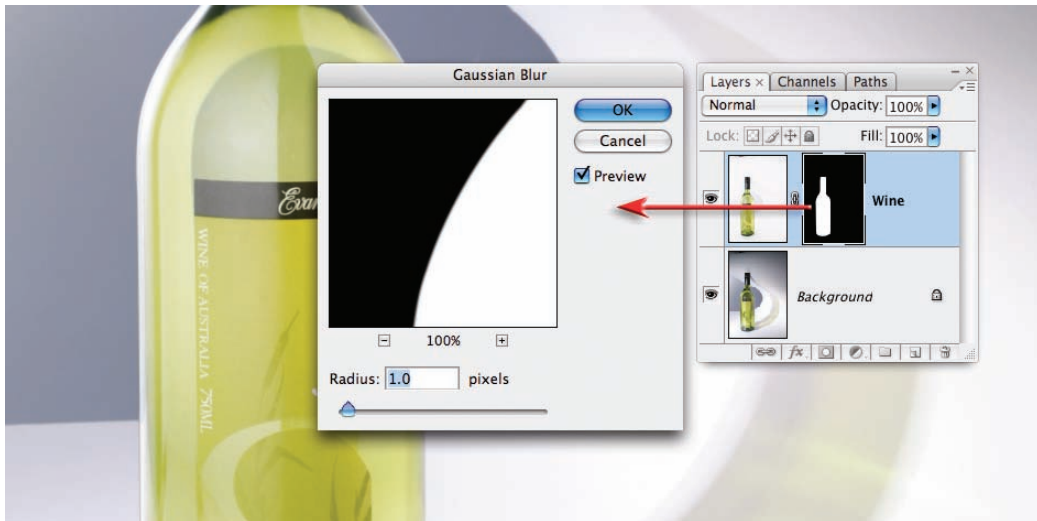 Gaussian Blur
OK
Cancel
Preview
100%
Radius: 1.0 pixels
Layers × Channels Paths
Normal Opacity: 100%
Lock: Fill: 100%
Wine
Background
WINE OF AUSTRALIA 750ML